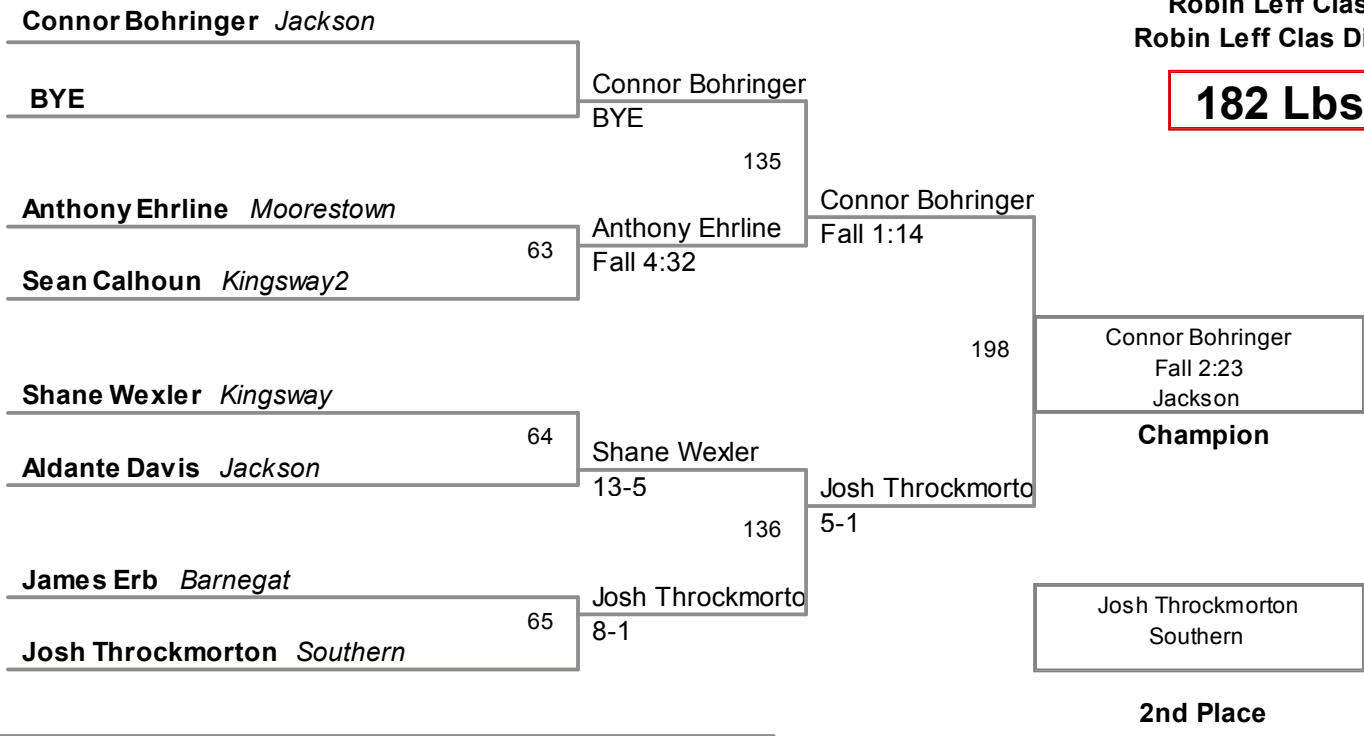 Robin Leff Clas
Robin Leff Clas Di
182 Lbs
Connor Bohringer Jackson
BYE
Connor Bohringer
BYE
135
Anthony Ehrline Moorestown
63
Sean Calhoun Kingsway2
Anthony Ehrline
Fall 4:32
Connor Bohringer
Fall 1:14
198
Connor Bohringer
Fall 2:23
Jackson
Champion
Shane Wexler Kingsway
64
Aldante Davis Jackson
Shane Wexler
13-5
136
Josh Throckmorto
5-1
James Erb Barnegat
65
Josh Throckmorton Southern
Josh Throckmorto
8-1
Josh Throckmorton
Southern
2nd Place